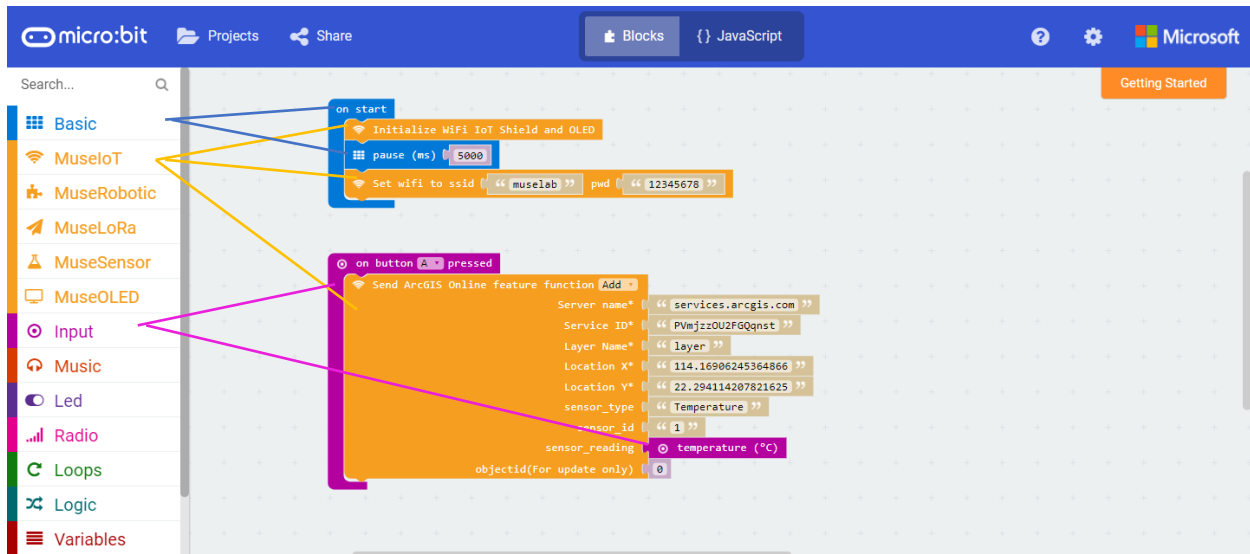 micro:bit Projects Share Blocks {} JavaScript ? Microsoft
Search...
Getting Started
Basic
MuseIoT
MuseRobotic
MuseLoRa
MuseSensor
MuseOLED
Input
Music
Led
Radio
Loops
Logic
Variables
on start
Initialize WiFi IoT Shield and OLED
pause (ms) 5000
Set wifi to ssid “ muselab ” pwd “ 12345678 ”
on button A pressed
Send ArcGIS Online feature function Add
Server name* “ services.arcgis.com ”
Service ID* “ PVmjzzOU2FGQqnst ”
Layer Name* “ layer ”
Location X* “ 114.16906245364866 ”
Location Y* “ 22.294114207821625 ”
sensor_type “ Temperature ”
sensor_id “ 1 ”
sensor_reading temperature (°C)
objectid(For update only) 0